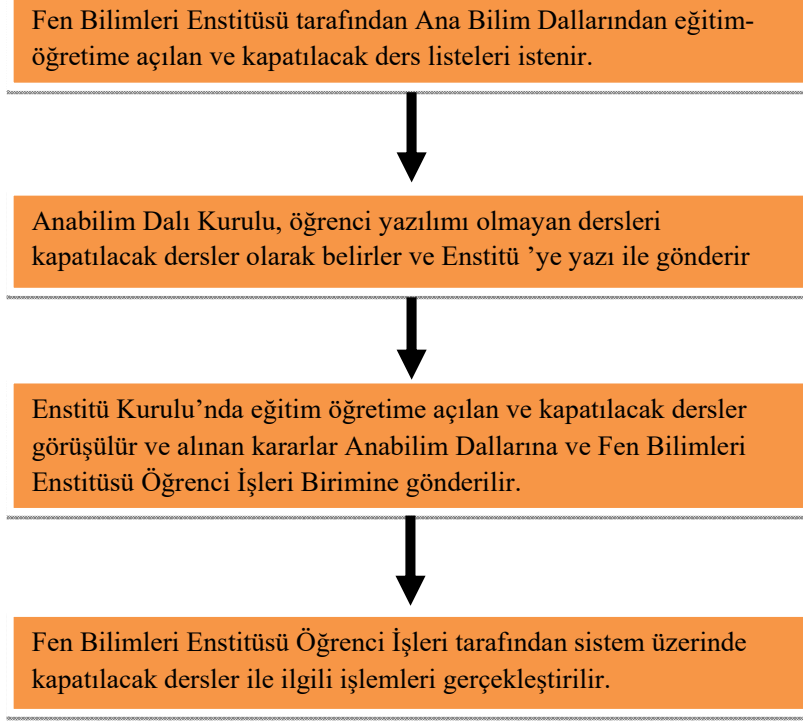 Fen Bilimleri Enstitüsü tarafından Ana Bilim Dallarından eğitim-
öğretime açılan ve kapatılacak ders listeleri istenir.
Anabilim Dalı Kurulu, öğrenci yazılımı olmayan dersleri
kapatılacak dersler olarak belirler ve Enstitü ’ye yazı ile gönderir
Enstitü Kurulu’nda eğitim öğretime açılan ve kapatılacak dersler
görüşülür ve alınan kararlar Anabilim Dallarına ve Fen Bilimleri
Enstitüsü Öğrenci İşleri Birimine gönderilir.
Fen Bilimleri Enstitüsü Öğrenci İşleri tarafından sistem üzerinde
kapatılacak dersler ile ilgili işlemleri gerçekleştirilir.